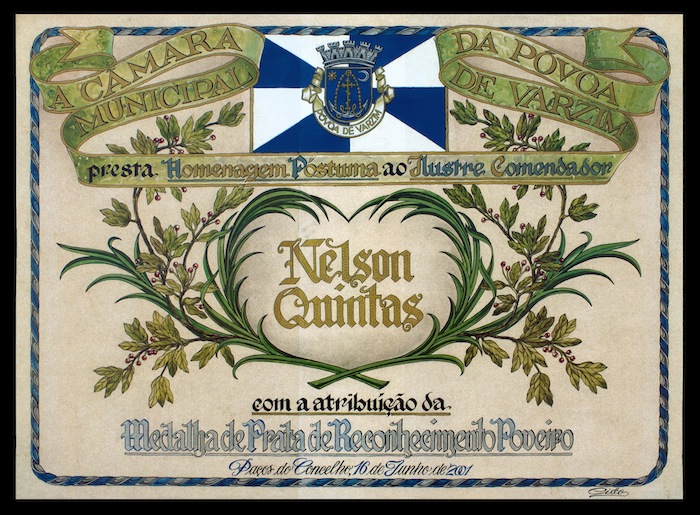 A CÂMARA
MUNICIPAL
DA PÓVOA
DE VARZIM
PÓVOA DE VARZIM
presta Homenagem Póstuma ao Ilustre Comendador
Nelson
Quintas
com a atribuição da
Medalha de Prata de Reconhecimento Poveiro
Paços do Concelho, 16 de Junho de 2001